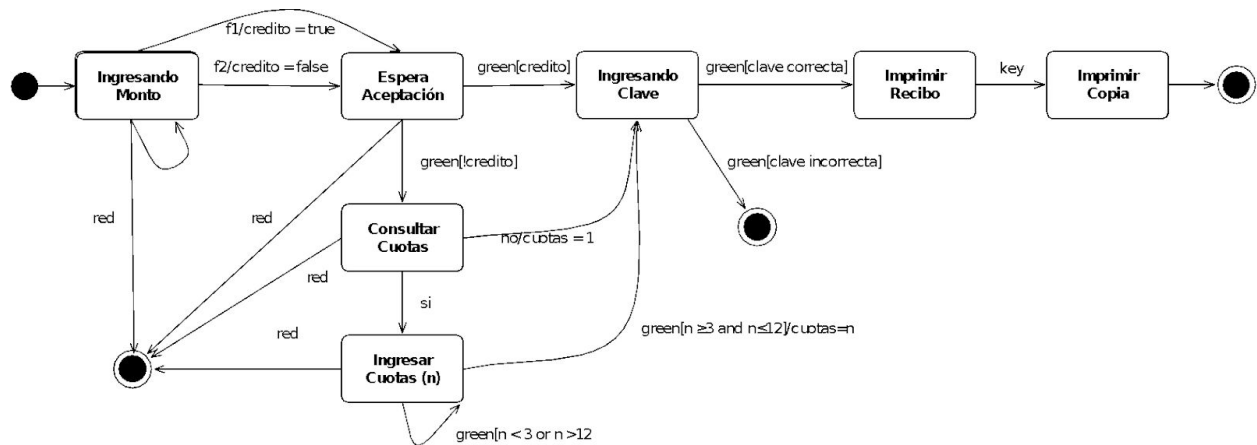 f1/credito = true
Ingresando
Monto
f2/credito = false
Espera
Aceptación
green[credito]
Ingresando
Clave
green[clave correcta]
Imprimir
Recibo
key
Imprimir
Copia
green[!credito]
green[clave incorrecta]
red
red
Consultar
Cuotas
no/cuotas = 1
red
si
red
green[n ≥3 and n≤12]/cuotas=n
Ingresar
Cuotas (n)
green[n < 3 or n >12